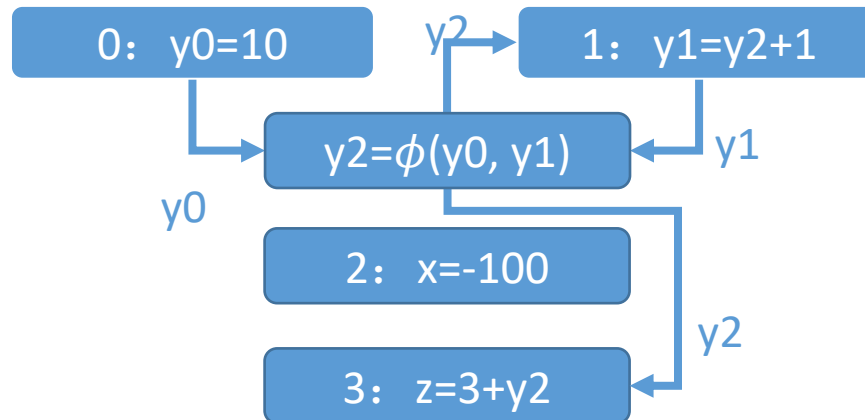 0：y0=10
y2
1：y1=y2+1
y2=ϕ(y0, y1)
y1
y0
2：x=-100
y2
3：z=3+y2